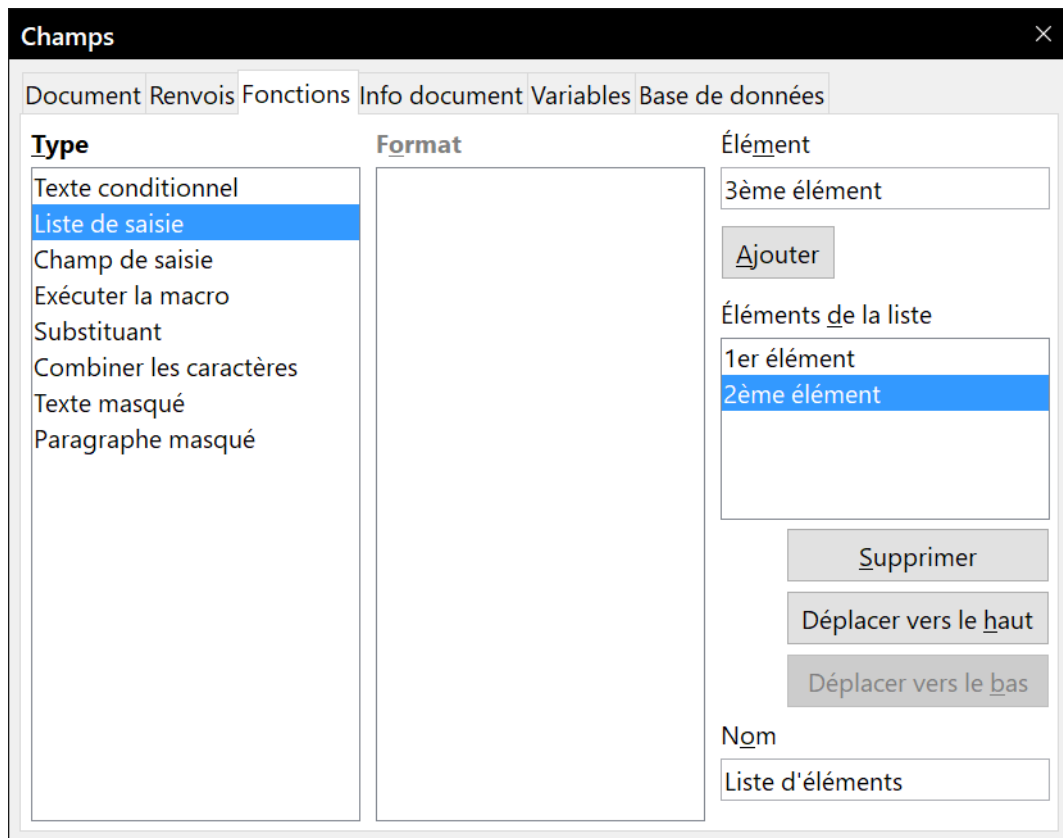 Champs
Document Renvois Fonctions Info document Variables Base de données
Type
Texte conditionnel
Liste de saisie
Champ de saisie
Exécuter la macro
Substituant
Combiner les caractères
Texte masqué
Paragraphe masqué
Format
Élément
3ème élément
Ajouter
Éléments de la liste
1er élément
2ème élément
Supprimer
Déplacer vers le haut
Déplacer vers le bas
Nom
Liste d'éléments